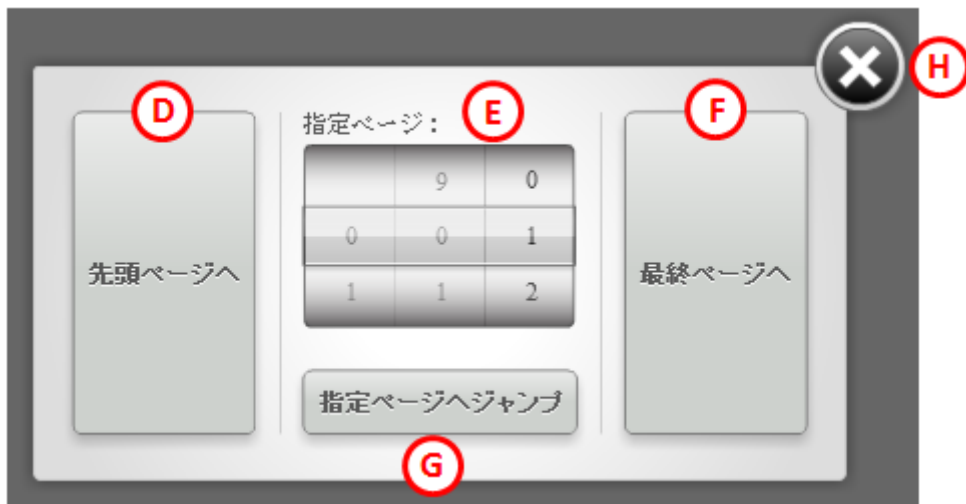 H
D
E
F
指定ページ：
9 0
0 0 1
1 1 2
先頭ページへ
最終ページへ
指定ページへジャンプ
G